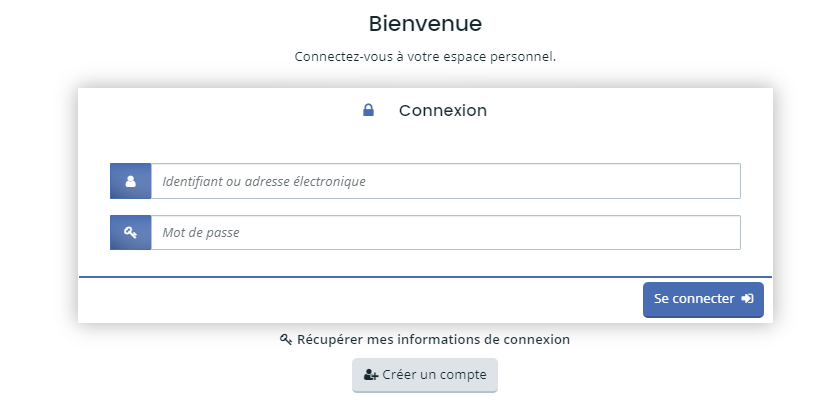 Bienvenue
Connectez-vous à votre espace personnel.
Connexion
Identifiant ou adresse électronique
Mot de passe
Se connecter
Récupérer mes informations de connexion
Créer un compte